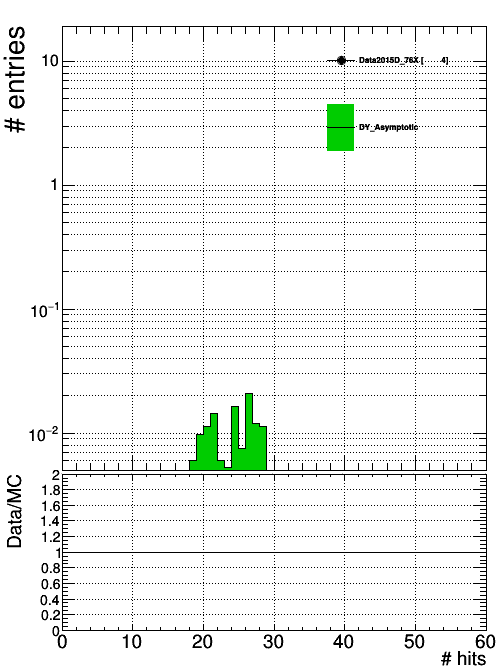 # entries
10
Data2015D_76X [ 4]
DY_Asymptotic
1
10⁻¹
10⁻²
Data/MC
2
1.8
1.6
1.4
1.2
1
0.8
0.6
0.4
0.2
0
0 10 20 30 40 50 60
# hits